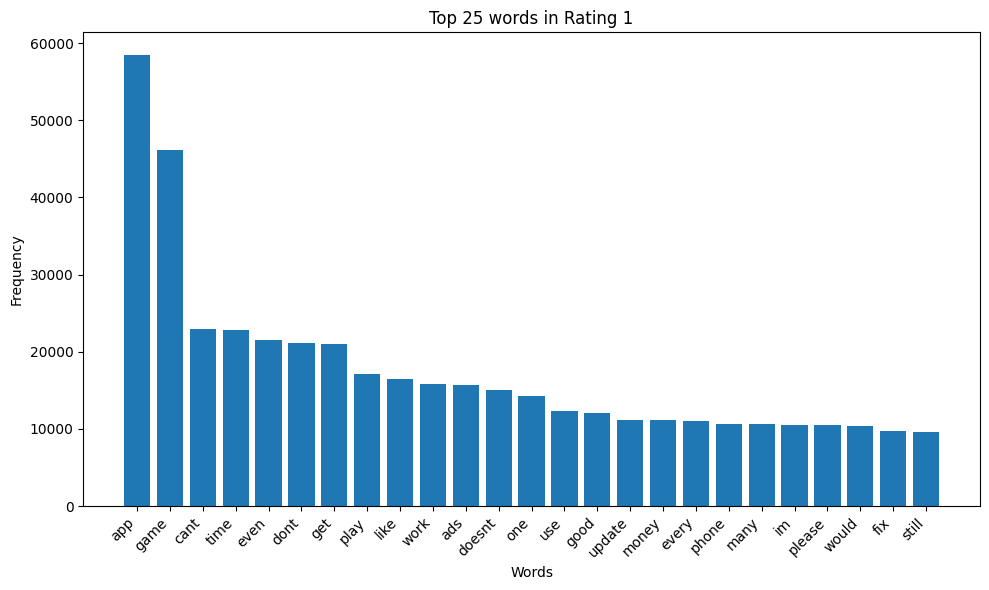 Top 25 words in Rating 1
60000
50000
40000
30000
20000
10000
0
Frequency
app
game
cant
time
even
dont
get
play
like
work
ads
doesnt
one
use
good
update
money
every
phone
many
im
please
would
fix
still
Words